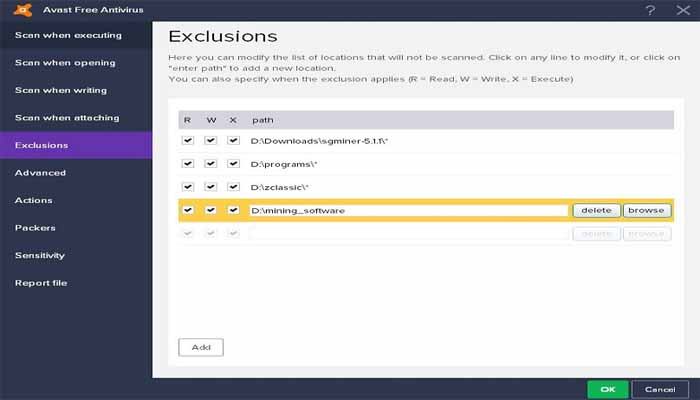 Avast Free Antivirus
?
Scan when executing
Scan when opening
Scan when writing
Scan when attaching
Exclusions
Advanced
Actions
Packers
Sensitivity
Report file
Exclusions
Here you can modify the list of locations that will not be scanned. Click on any line to modify it, or click on
"enter path" to add a new location.
You can also specify when the exclusion applies (R = Read, W = Write, X = Execute)
R W X path
D:\Downloads\sgminer-5.1.1\*
D:\programs\*
D:\zclassic\*
D:\mining_software delete browse
delete browse
Add
OK Cancel